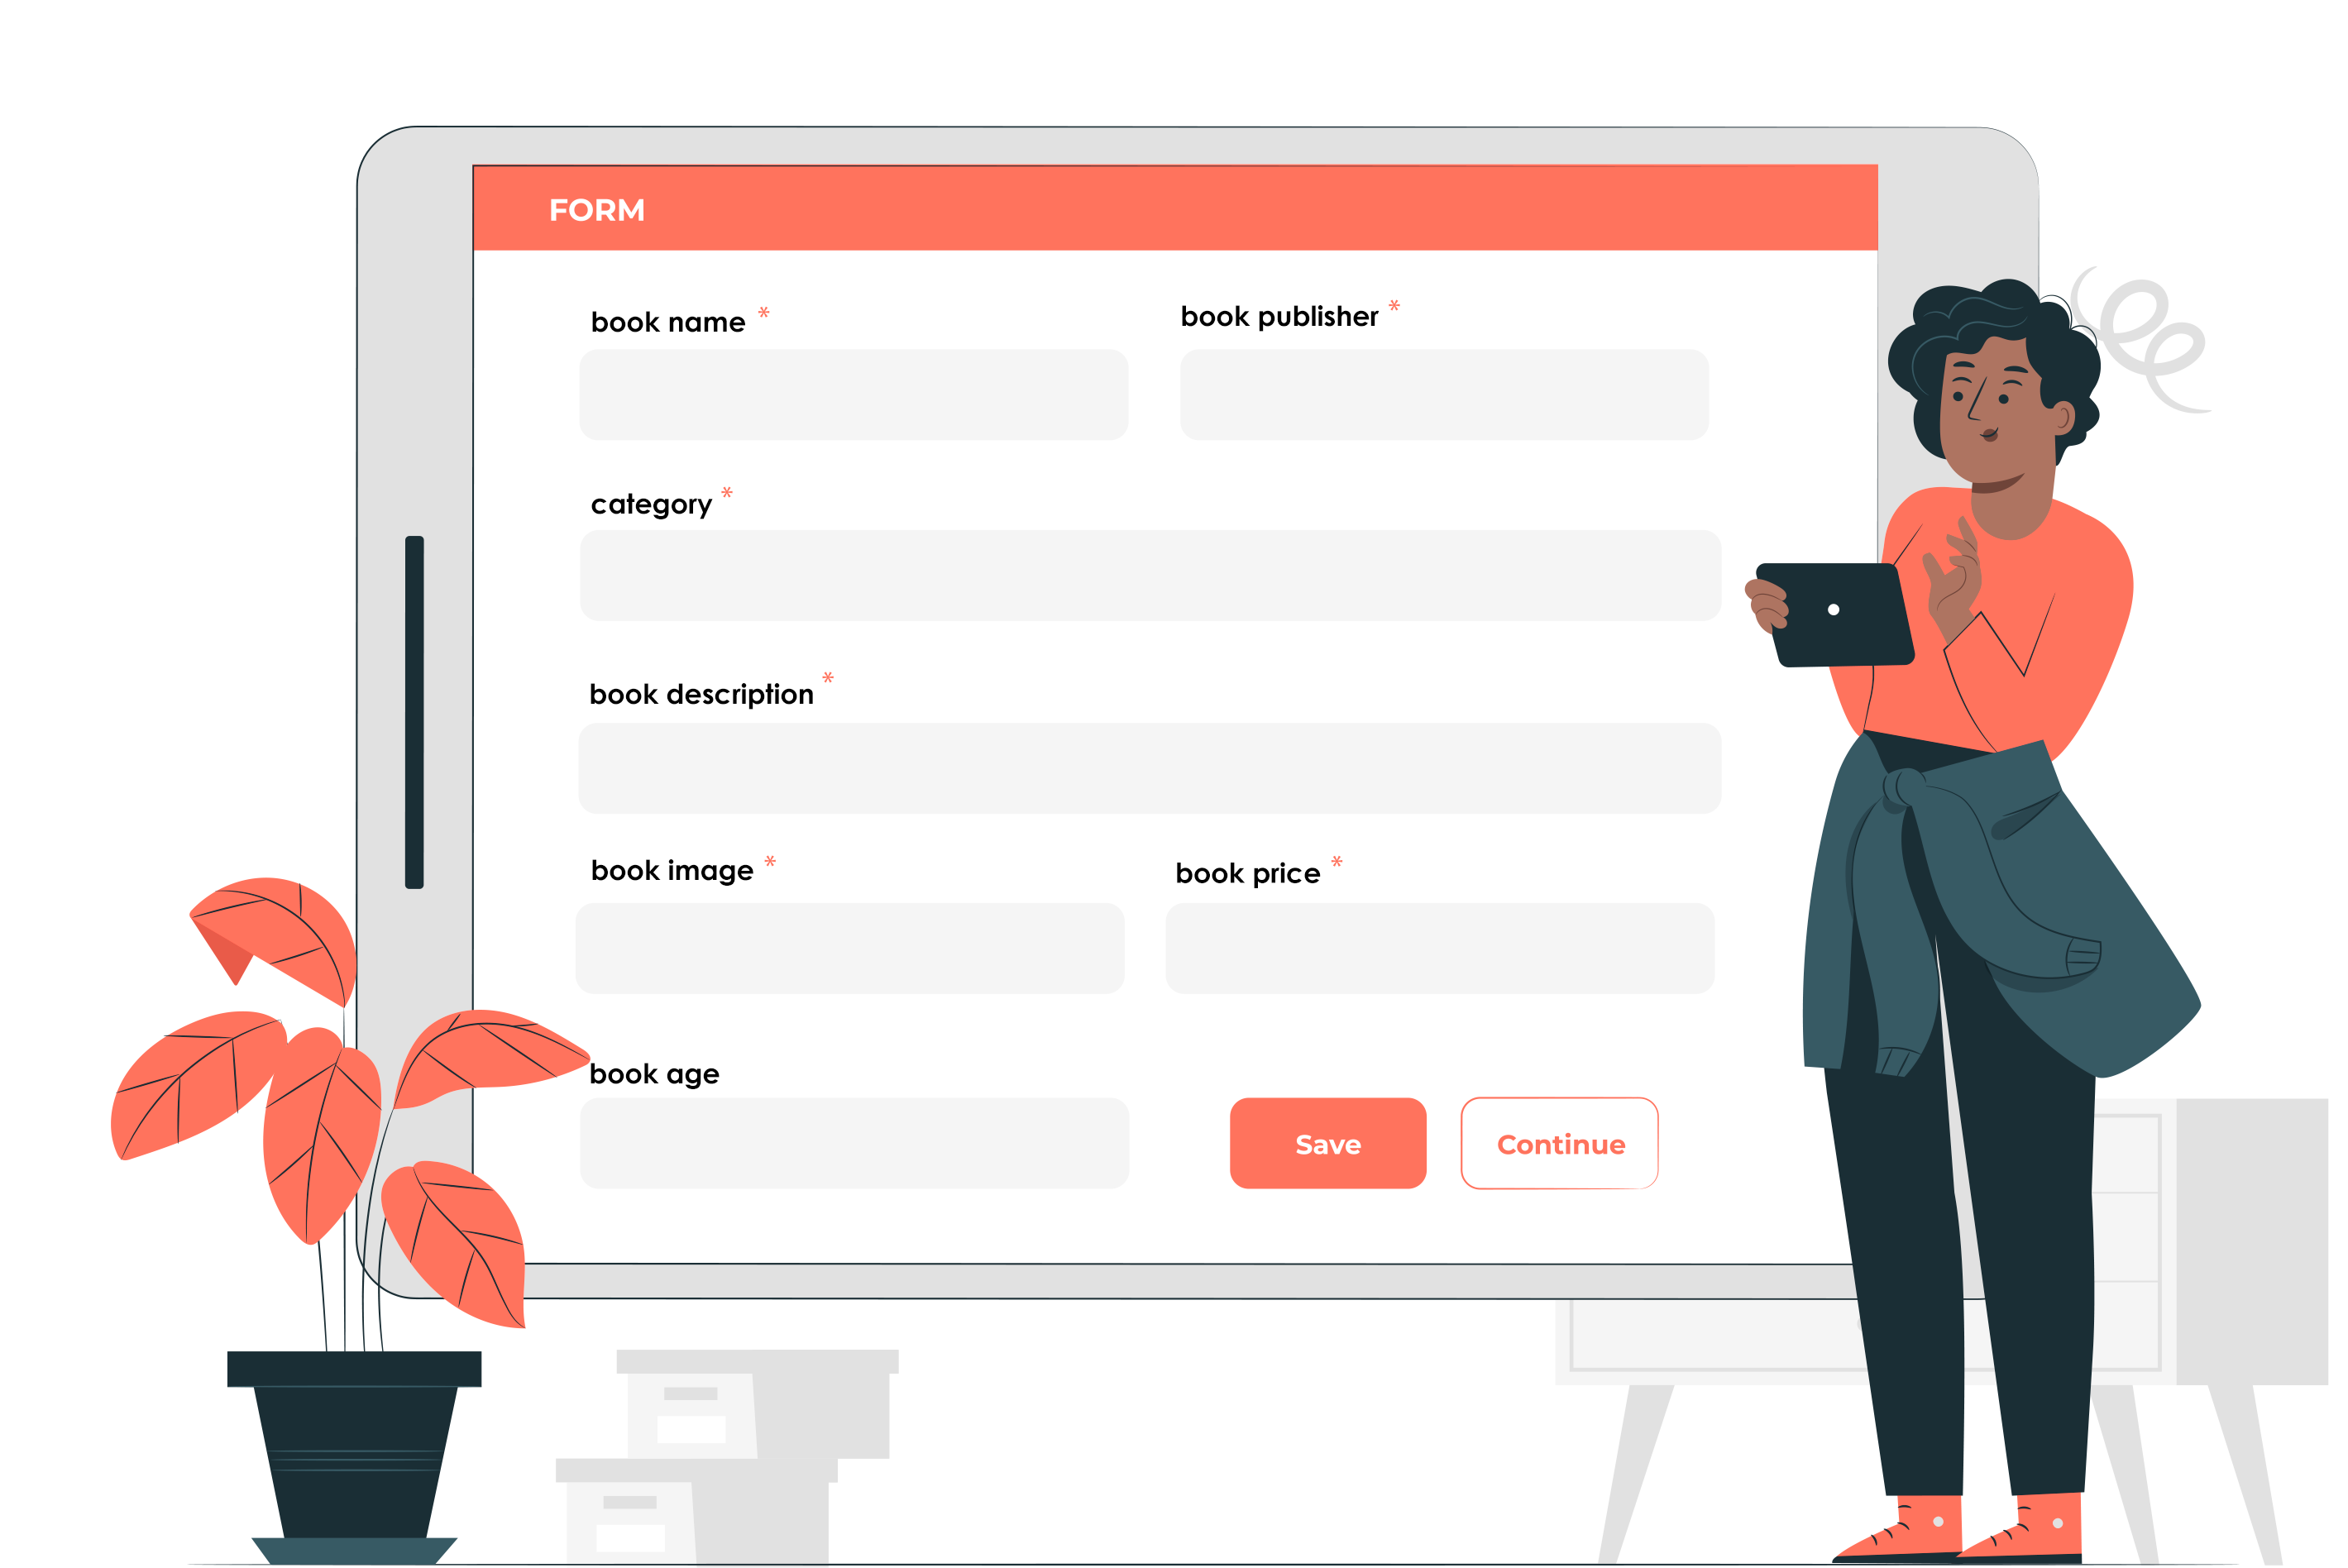 FORM
book name *
book publisher *
category *
book description *
book image *
book price *
book age
Save
Continue